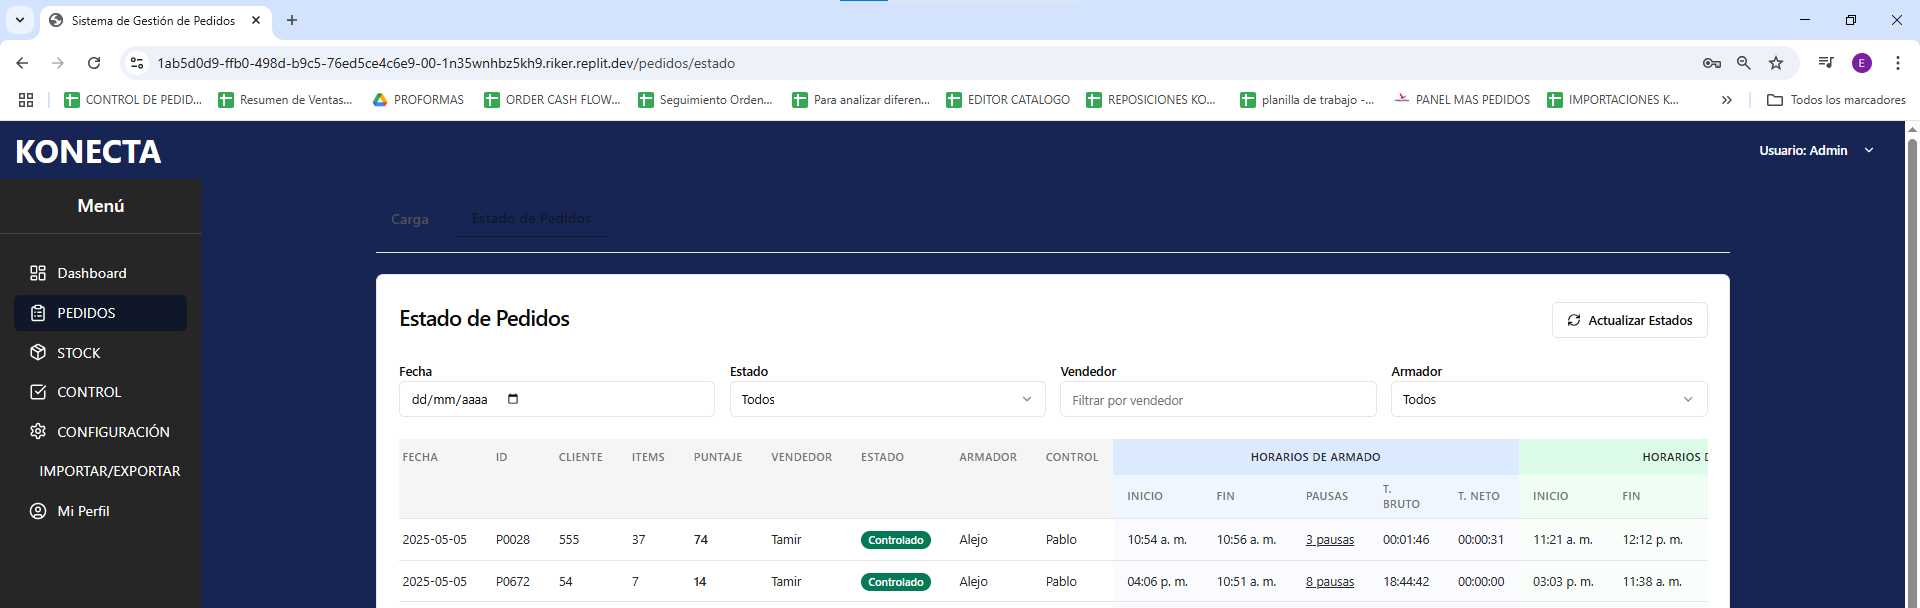 Sistema de Gestión de Pedidos
1ab5d0d9-ffb0-498d-b9c5-76ed5ce4c6e9-00-1n35wnhbz5kh9.riker.replit.dev/pedidos/estado
E
CONTROL DE PEDID... Resumen de Ventas... PROFORMAS ORDER CASH FLOW... Seguimiento Orden... Para analizar diferen... EDITOR CATALOGO REPOSICIONES KO... planilla de trabajo -... PANEL MAS PEDIDOS IMPORTACIONES K... Todos los marcadores
KONECTA
Usuario: Admin
Menú
Dashboard
PEDIDOS
STOCK
CONTROL
CONFIGURACIÓN
IMPORTAR/EXPORTAR
Mi Perfil
Carga Estado de Pedidos
Estado de Pedidos
Actualizar Estados
Fecha Estado Vendedor Armador
dd/mm/aaaa Todos Filtrar por vendedor Todos
FECHA ID CLIENTE ITEMS PUNTAJE VENDEDOR ESTADO ARMADOR CONTROL HORARIOS DE ARMADO HORARIOS D
INICIO FIN PAUSAS T. BRUTO T. NETO INICIO FIN
2025-05-05 P0028 555 37 74 Tamir Controlado Alejo Pablo 10:54 a. m. 10:56 a. m. 3 pausas 00:01:46 00:00:31 11:21 a. m. 12:12 p. m.
2025-05-05 P0672 54 7 14 Tamir Controlado Alejo Pablo 04:06 p. m. 10:51 a. m. 8 pausas 18:44:42 00:00:00 03:03 p. m. 11:38 a. m.